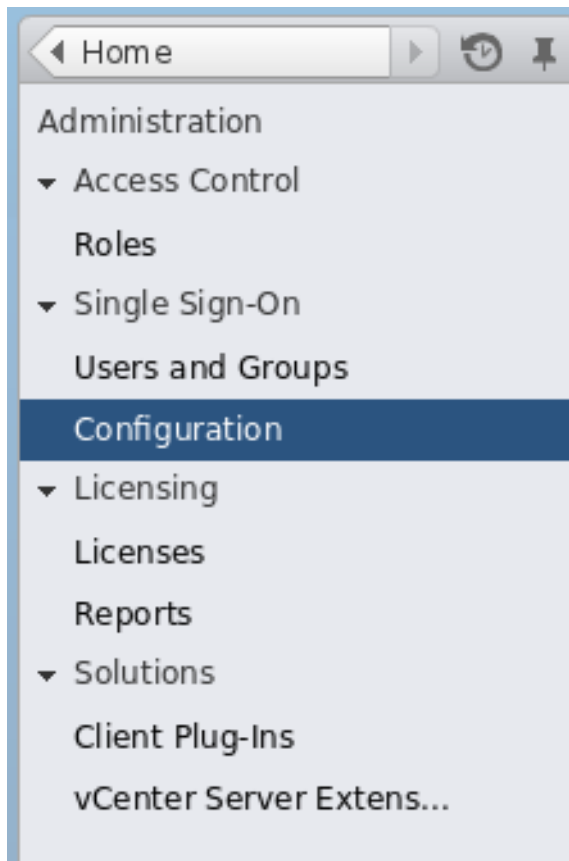 Home
Administration
Access Control
Roles
Single Sign-On
Users and Groups
Configuration
Licensing
Licenses
Reports
Solutions
Client Plug-Ins
vCenter Server Extens...